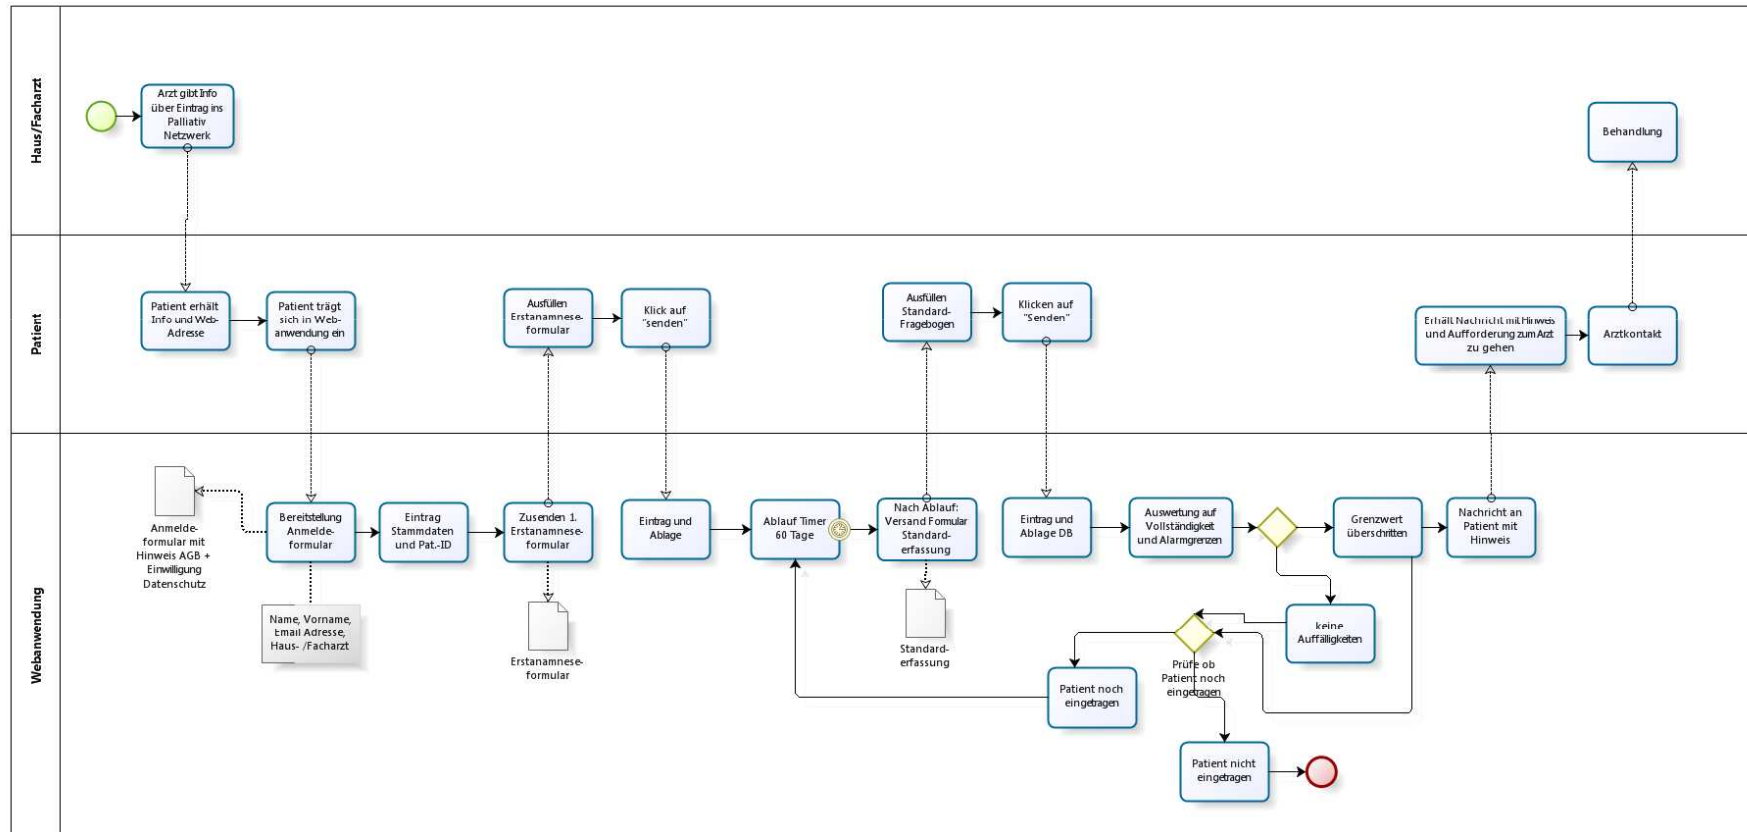 Haus/Facharzt
Arzt gibt Info
über Eintrag ins
Palliativ
Netzwerk
Behandlung
Patient
Patient erhält
Info und Web-
Adresse
Patient trägt
sich in Web-
anwendung ein
Ausfüllen
Erstanamnese-
formular
Klick auf
"senden"
Ausfüllen
Standard-
Fragebogen
Klicken auf
"Senden"
Erhält Nachricht mit Hinweis
und Aufforderung zum Arzt
zu gehen
Arztkontakt
Webanwendung
Anmelde-
formular mit
Hinweis AGB +
Einwilligung
Datenschutz
Bereitstellung
Anmelde-
formular
Name, Vorname,
Email Adresse,
Haus- /Facharzt
Eintrag
Stammdaten
und Pat.-ID
Zusenden 1.
Erstanamnese-
formular
Erstanamnese-
formular
Eintrag und
Ablage
Ablauf Timer
60 Tage
Nach Ablauf:
Versand Formular
Standard-
erfassung
Standard-
erfassung
Eintrag und
Ablage DB
Auswertung auf
Vollständigkeit
und Alarmgrenzen
Grenzwert
überschritten
Nachricht an
Patient mit
Hinweis
keine
Auffälligkeiten
Prüfe ob
Patient noch
eingetragen
Patient noch
eingetragen
Patient nicht
eingetragen